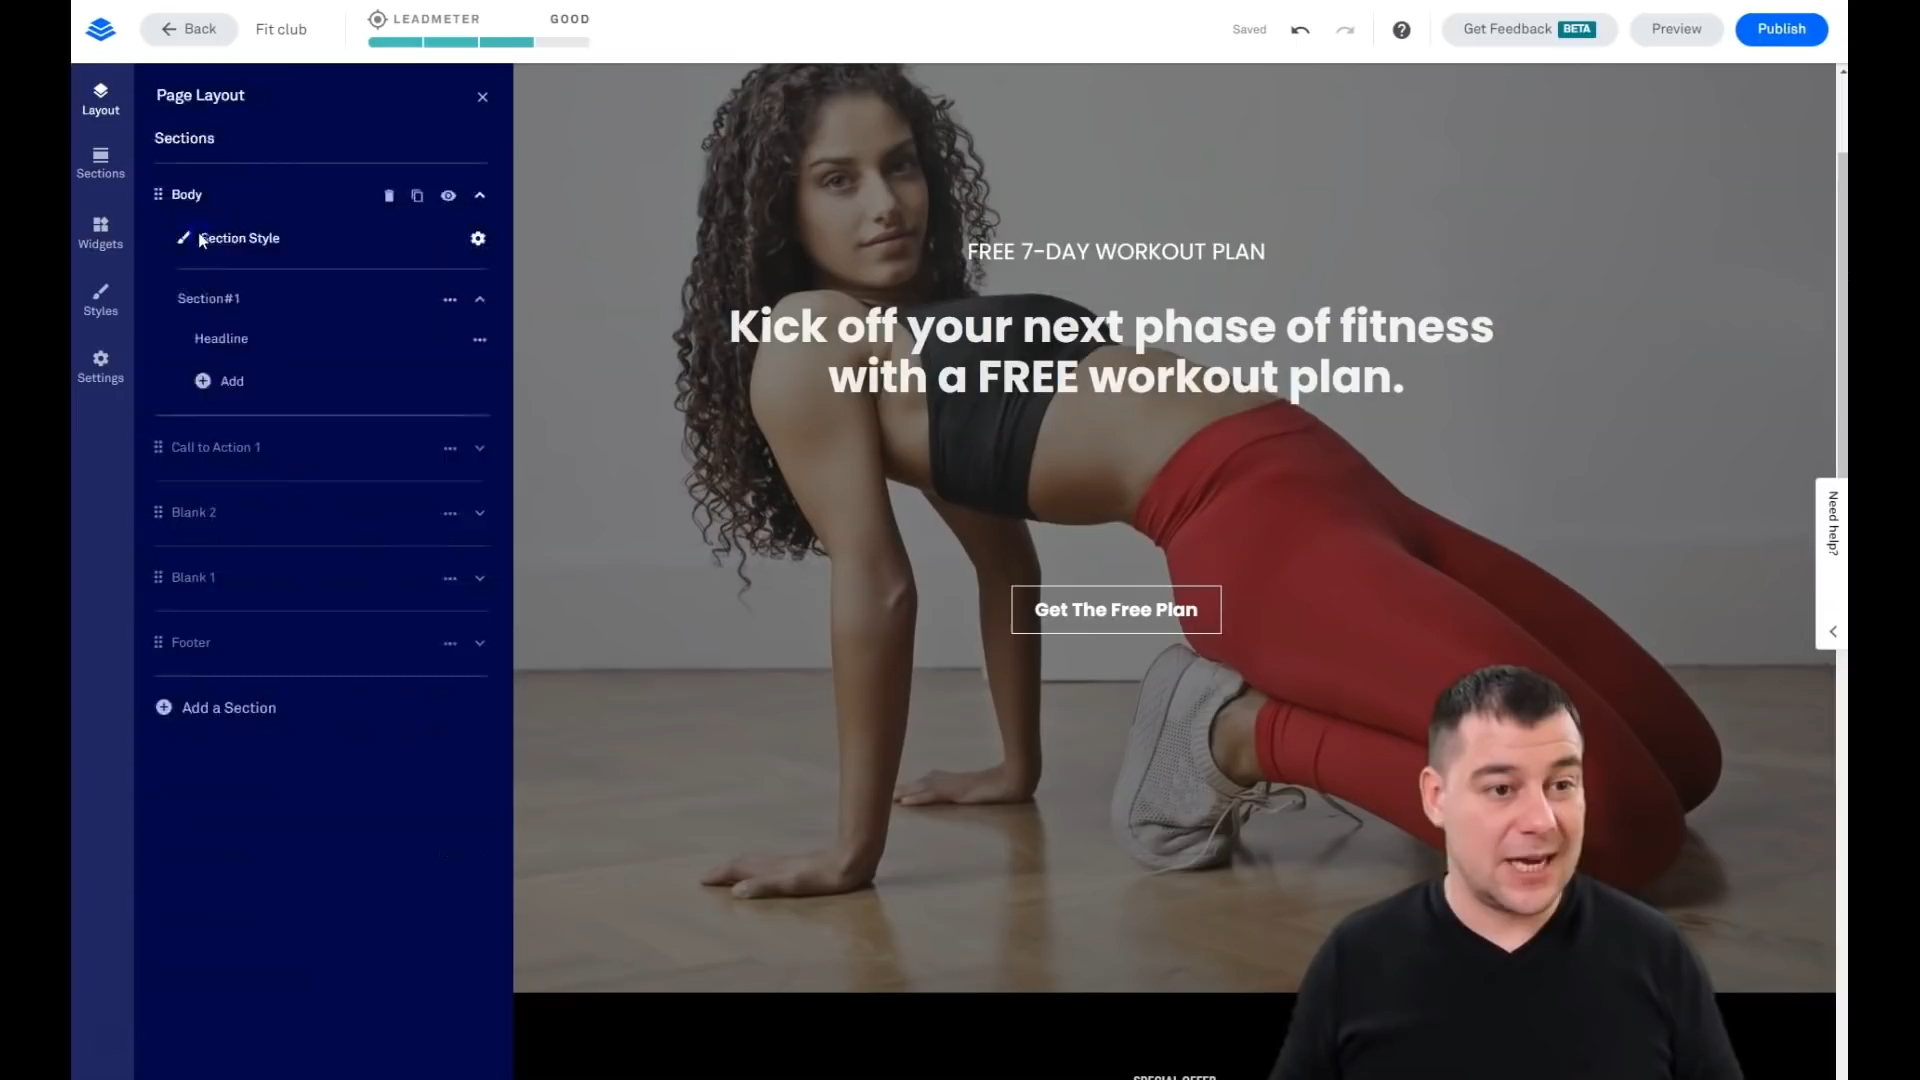 Back
Fit club
LEADMETER
GOOD
Saved
Get Feedback BETA
Preview
Publish
Layout
Sections
Widgets
Styles
Settings
Page Layout
Sections
Body
Section Style
Section#1
Headline
Add
Call to Action 1
Blank 2
Blank 1
Footer
Add a Section
FREE 7-DAY WORKOUT PLAN
Kick off your next phase of fitness
with a FREE workout plan.
Get The Free Plan
Need help?
SPECIAL OFFER